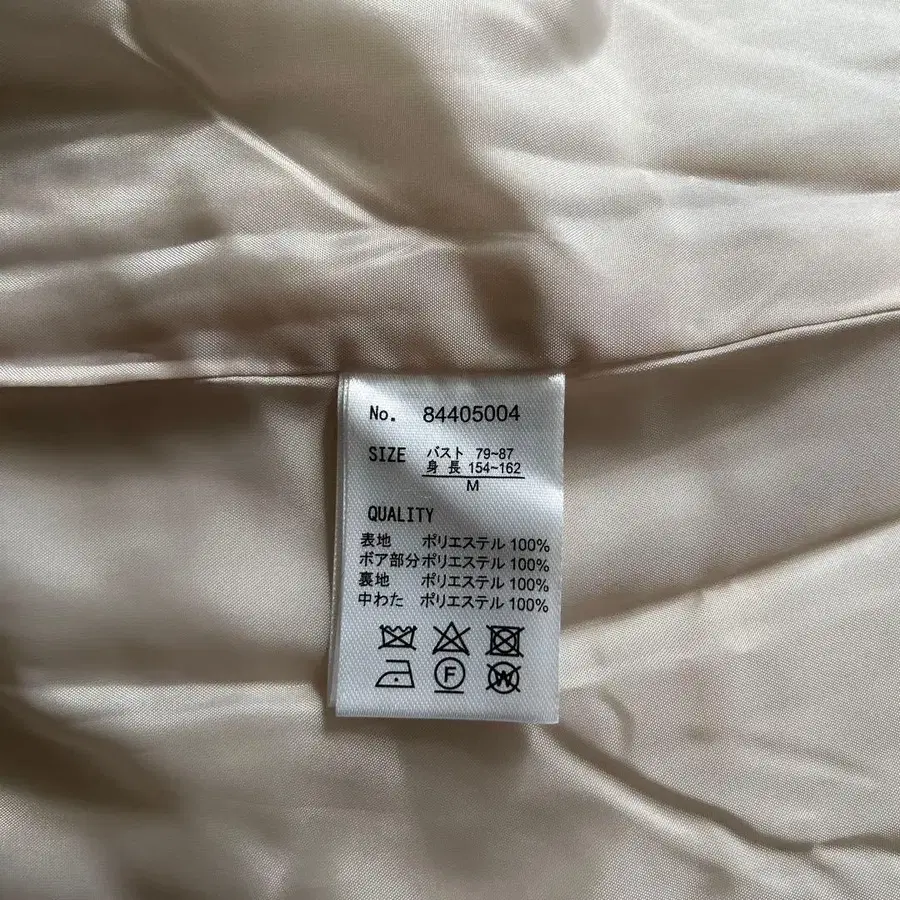 No. 84405004
SIZE バスト 79~87
身長 154~162
M
QUALITY
表地 ポリエステル 100%
ボア部分 ポリエステル 100%
裏地 ポリエステル 100%
中わた ポリエステル 100%
F
W